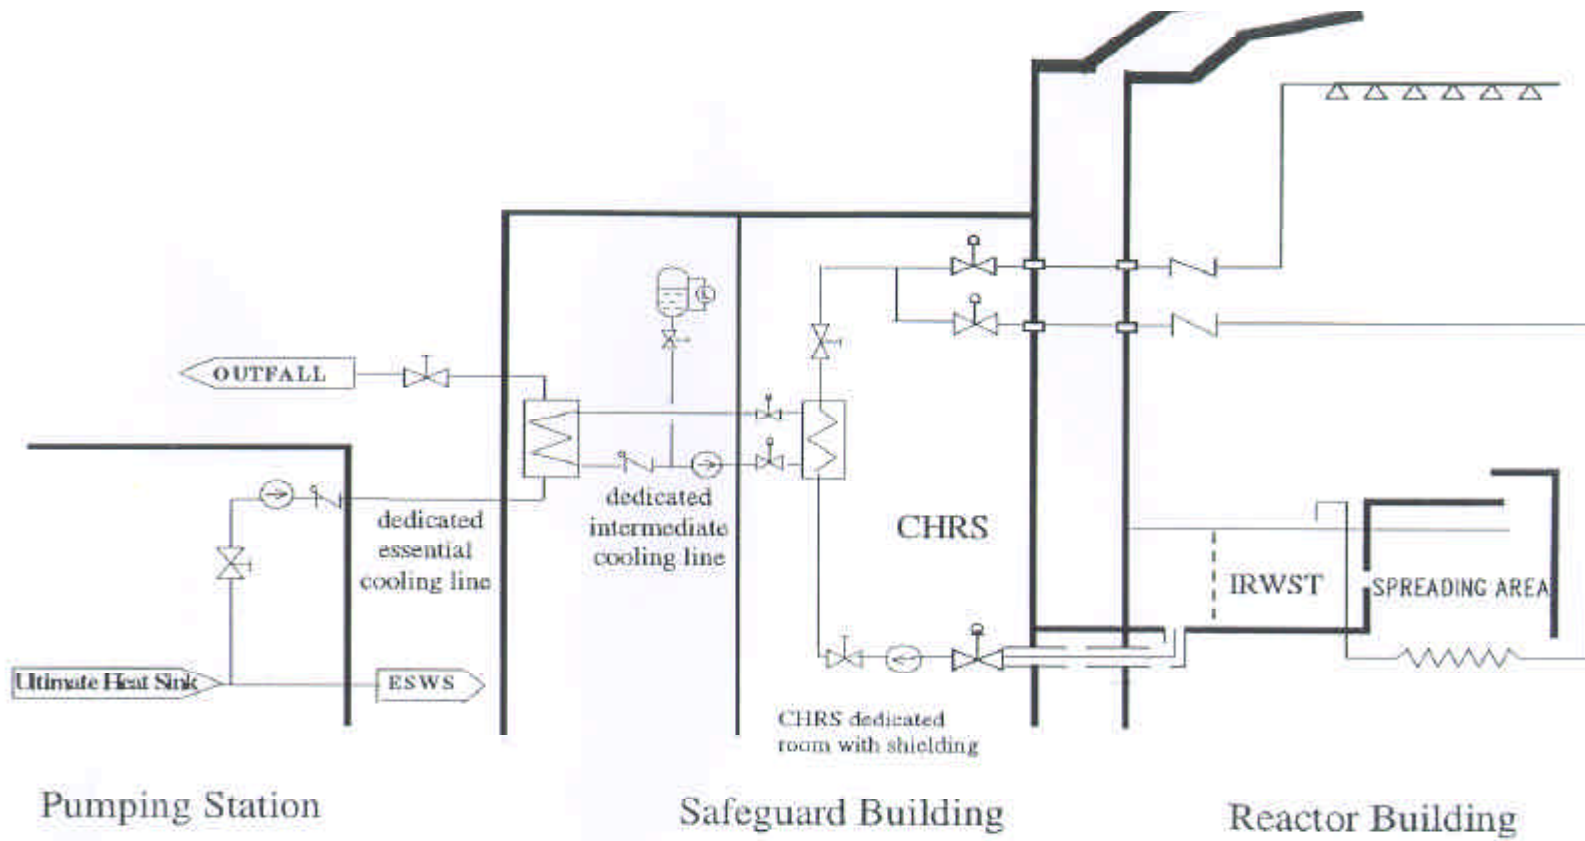 OUTFALL
dedicated
essential
cooling line
Ultimate Heat Sink
ESWS
dedicated
intermediate
cooling line
CHRS
CHRS dedicated
room with shielding
IRWST
SPREADING AREA
Pumping Station
Safeguard Building
Reactor Building